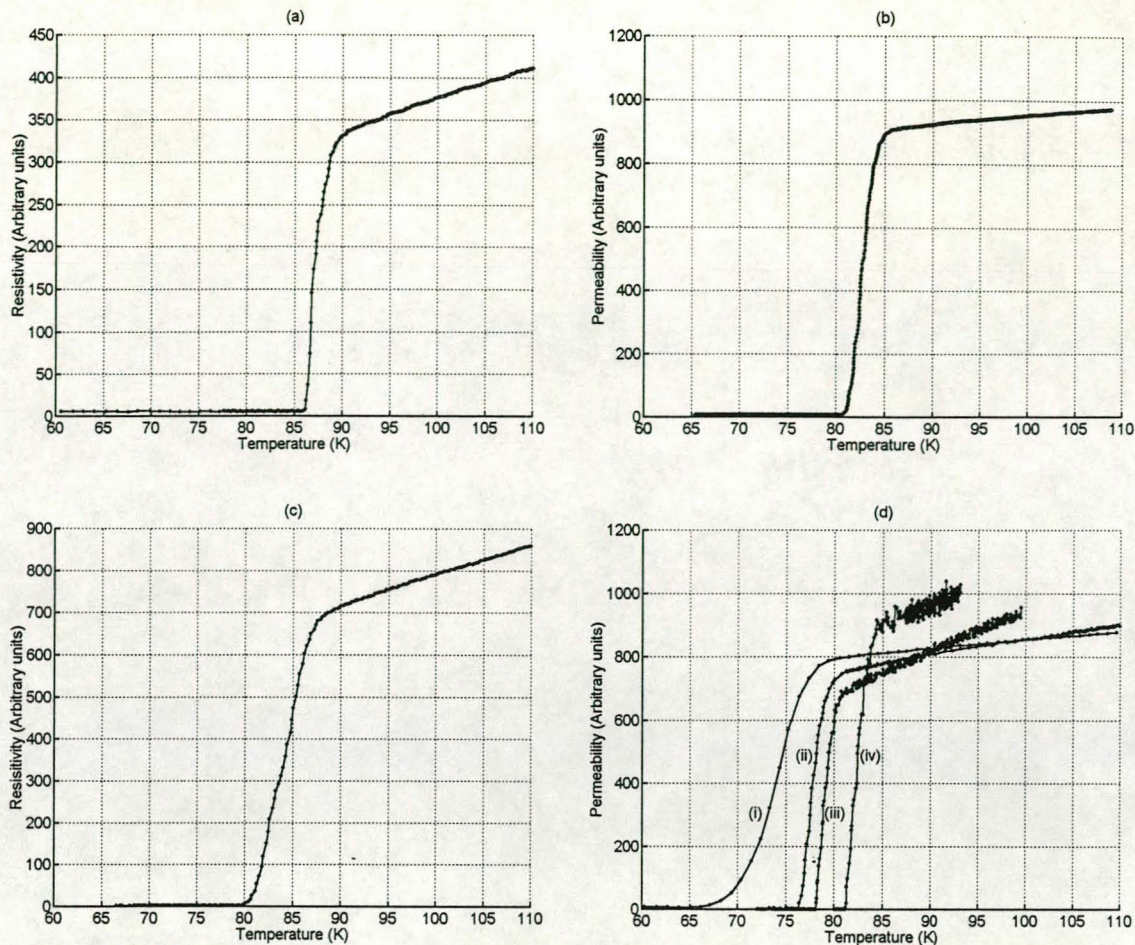 (a)
450
400
350
300
250
200
150
100
50
0
Resistivity (Arbitrary units)
60 65 70 75 80 85 90 95 100 105 110
Temperature (K)
(b)
1200
1000
800
600
400
200
0
Permeability (Arbitrary units)
60 65 70 75 80 85 90 95 100 105 110
Temperature (K)
(c)
900
800
700
600
500
400
300
200
100
0
Resisitivity (Arbitrary units)
60 65 70 75 80 85 90 95 100 105 110
Temperature (K)
(d)
1200
1000
800
600
400
200
0
Permeability (Arbitrary units)
(i)
(ii)
(iii)
(iv)
60 65 70 75 80 85 90 95 100 105 110
Temperature (K)